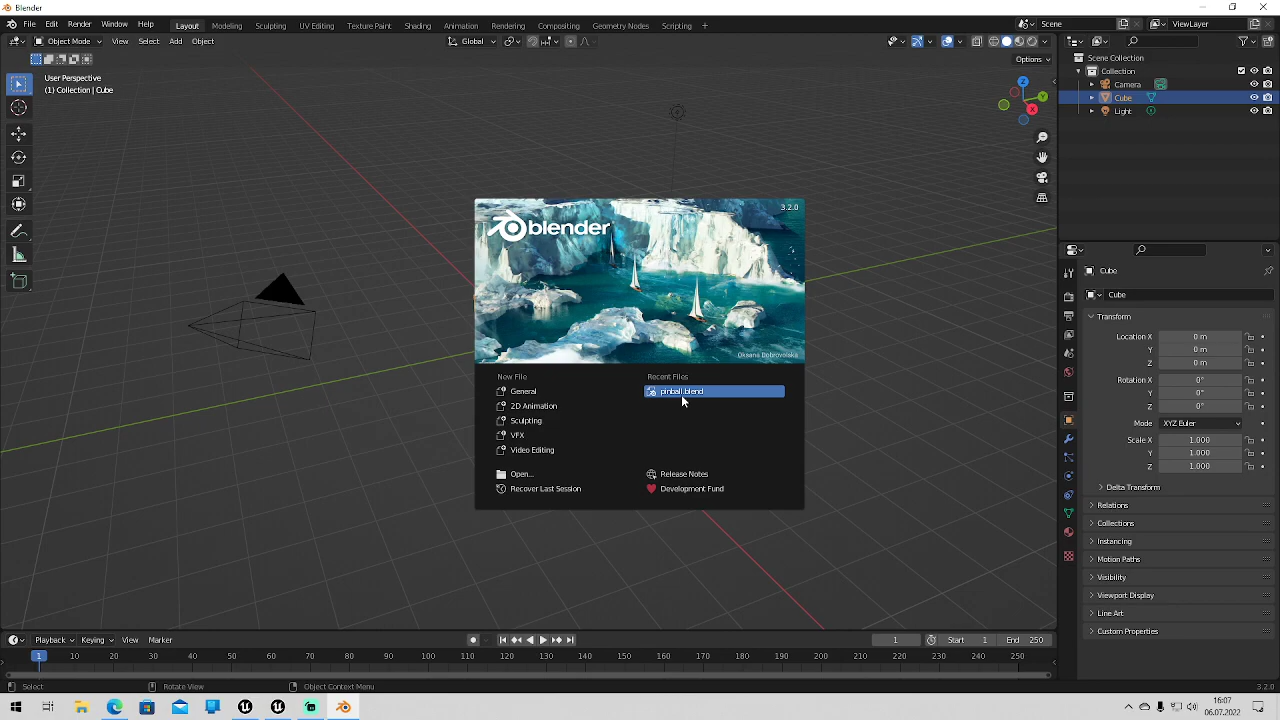 Blender
File Edit Render Window Help Layout Modeling Sculpting UV Editing Texture Paint Shading Animation Rendering Compositing Geometry Nodes Scripting + Scene ViewLayer
Object Mode View Select Add Object Global
Options
User Perspective
(1) Collection | Cube
Z
Y
X
Scene Collection
Collection
Camera
Cube
Light
blender
3.2.0
Oksana Dobrovolska
New File
General
2D Animation
Sculpting
VFX
Video Editing
Open...
Recover Last Session
Recent Files
pinball.blend
Release Notes
Development Fund
Cube
Cube
Transform
Location X 0 m
Y 0 m
Z 0 m
Rotation X 0°
Y 0°
Z 0°
Mode XYZ Euler
Scale X 1.000
Y 1.000
Z 1.000
Delta Transform
Relations
Collections
Instancing
Motion Paths
Visibility
Viewport Display
Line Art
Custom Properties
Playback Keying View Marker 1 Start 1 End 250
1 10 20 30 40 50 60 70 80 90 100 110 120 130 140 150 160 170 180 190 200 210 220 230 240 250
Select Rotate View Object Context Menu 3.2.0
16:07
06.07.2022